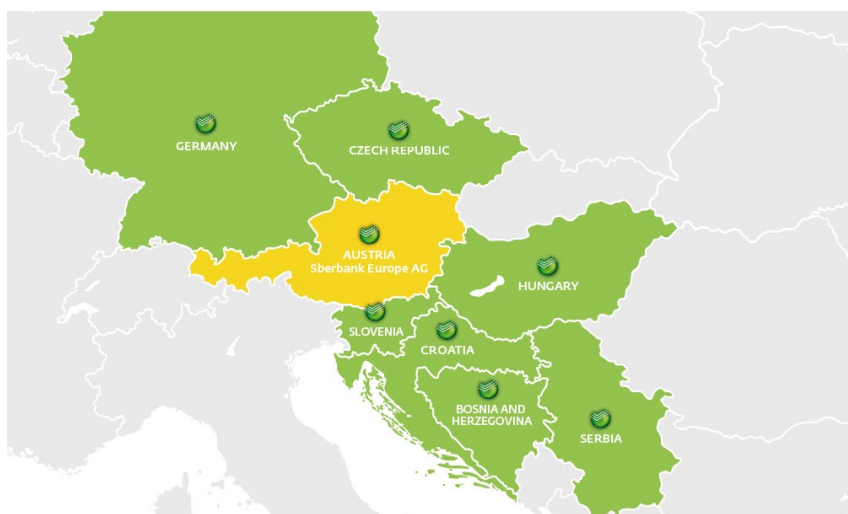 GERMANY
CZECH REPUBLIC
AUSTRIA
Sberbank Europe AG
HUNGARY
SLOVENIA
CROATIA
BOSNIA AND
HERZEGOVINA
SERBIA